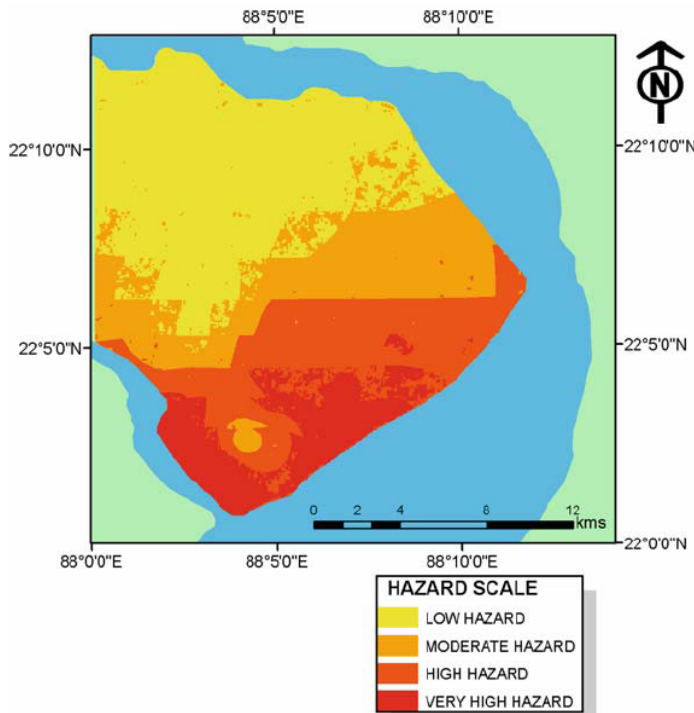 88°5'0"E 88°10'0"E
N
22°10'0"N 22°10'0"N
22°5'0"N 22°5'0"N
0 2 4 8 12
kms
22°0'0"N
88°0'0"E 88°5'0"E 88°10'0"E
HAZARD SCALE
LOW HAZARD
MODERATE HAZARD
HIGH HAZARD
VERY HIGH HAZARD